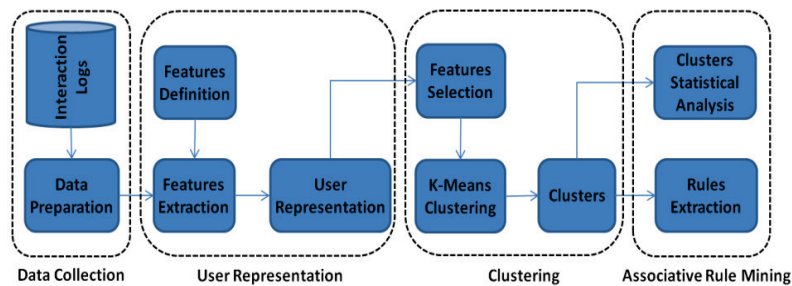 Interaction
Logs
Data
Preparation
Data Collection
Features
Definition
Features
Extraction
User
Representation
User Representation
Features
Selection
K-Means
Clustering
Clusters
Clustering
Clusters
Statistical
Analysis
Rules
Extraction
Associative Rule Mining